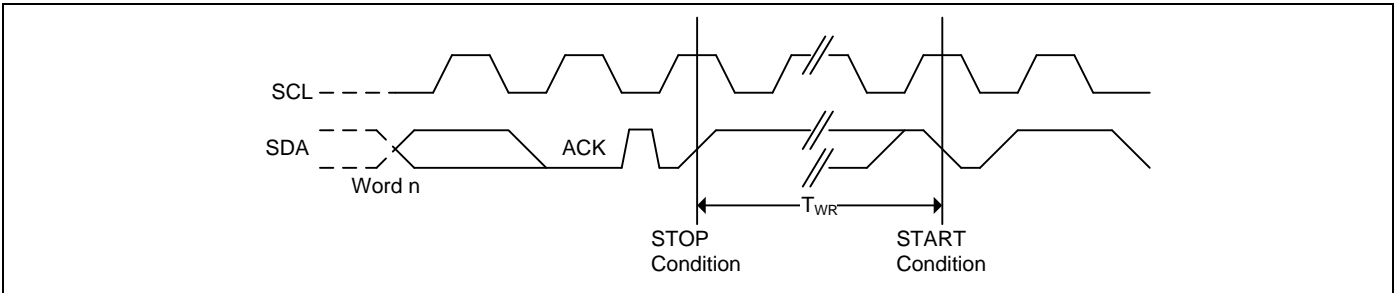 SCL
SDA
ACK
Word n
TWR
STOP
Condition
START
Condition